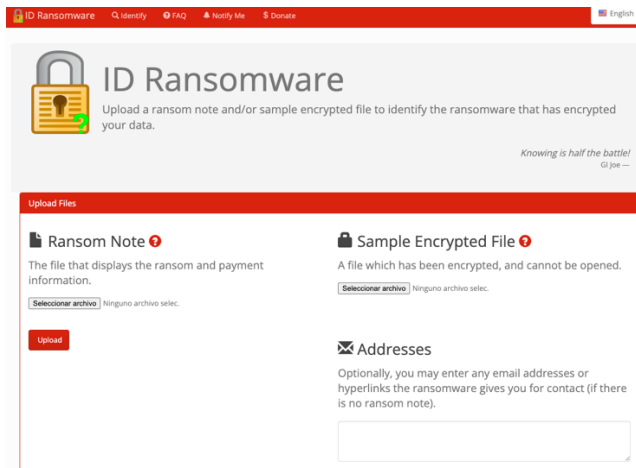 ID Ransomware Identify FAQ Notify Me $ Donate English
ID Ransomware
Upload a ransom note and/or sample encrypted file to identify the ransomware that has encrypted
your data.
Knowing is half the battle!
GI Joe —
Upload Files
Ransom Note ?
The file that displays the ransom and payment
information.
Seleccionar archivo Ninguno archivo selec.
Upload
Sample Encrypted File ?
A file which has been encrypted, and cannot be opened.
Seleccionar archivo Ninguno archivo selec.
Addresses
Optionally, you may enter any email addresses or
hyperlinks the ransomware gives you for contact (if there
is no ransom note).